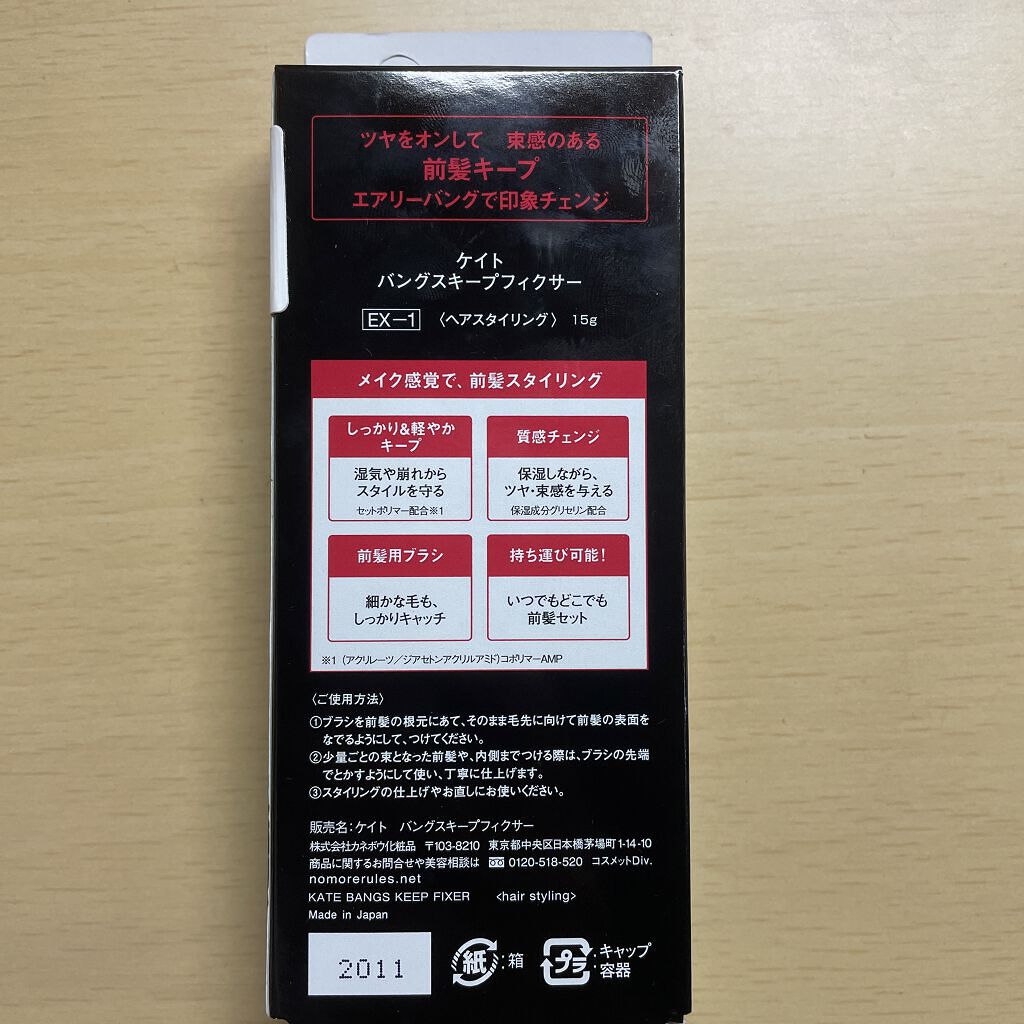 ツヤをオンして　束感のある
前髪キープ
エアリーバングで印象チェンジ
ケイト
バングスキープフィクサー
EX-1 〈ヘアスタイリング〉 15g
メイク感覚で、前髪スタイリング
しっかり&軽やか
キープ
湿気や崩れから
スタイルを守る
セットポリマー配合※1
質感チェンジ
保湿しながら、
ツヤ・束感を与える
保湿成分グリセリン配合
前髪用ブラシ
細かな毛も、
しっかりキャッチ
持ち運び可能!
いつでもどこでも
前髪セット
※1 (アクリレーツ/ジアセトンアクリルアミド)コポリマーAMP
〈ご使用方法〉
①ブラシを前髪の根元にあて、そのまま毛先に向けて前髪の表面を
なでるようにして、つけてください。
②少量ごとの束となった前髪や、内側までつける際は、ブラシの先端
でとかすようにして使い、丁寧に仕上げます。
③スタイリングの仕上げやお直しにお使いください。
販売名:ケイト　バングスキープフィクサー
株式会社カネボウ化粧品　〒103-8210　東京都中央区日本橋茅場町1-14-10
商品に関するお問合せや美容相談は 0120-518-520 コスメットDiv.
nomorerules.net
KATE BANGS KEEP FIXER <hair styling>
Made in Japan
2011
紙:箱
プラ:キャップ
:容器